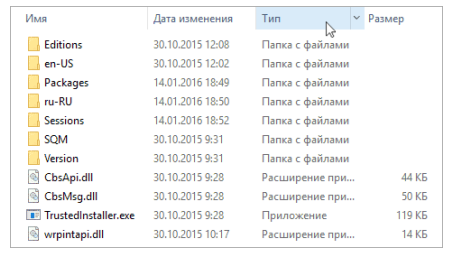 Имя Дата изменения Тип Размер
Editions 30.10.2015 12:08 Папка с файлами
en-US 30.10.2015 12:02 Папка с файлами
Packages 14.01.2016 18:49 Папка с файлами
ru-RU 14.01.2016 18:50 Папка с файлами
Sessions 14.01.2016 18:52 Папка с файлами
SQM 30.10.2015 9:31 Папка с файлами
Version 30.10.2015 9:31 Папка с файлами
CbsApi.dll 30.10.2015 9:28 Расширение при... 44 КБ
CbsMsg.dll 30.10.2015 9:28 Расширение при... 50 КБ
TrustedInstaller.exe 30.10.2015 9:28 Приложение 119 КБ
wrpintapi.dll 30.10.2015 10:17 Расширение при... 14 КБ